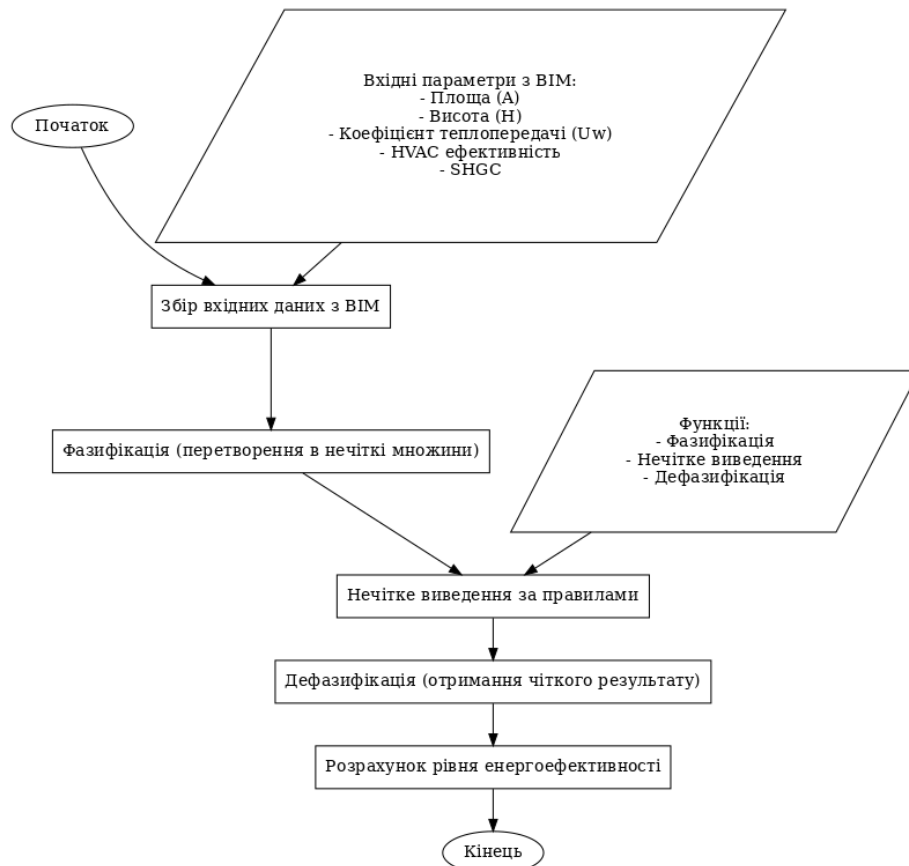 Вхідні параметри з BIM:
- Площа (A)
- Висота (H)
- Коефіцієнт теплопередачі (Uw)
- HVAC ефективність
- SHGC
Початок
Збір вхідних даних з BIM
Функції:
- Фазифікація
- Нечітке виведення
- Дефазифікація
Фазифікація (перетворення в нечіткі множини)
Нечітке виведення за правилами
Дефазифікація (отримання чіткого результату)
Розрахунок рівня енергоефективності
Кінець